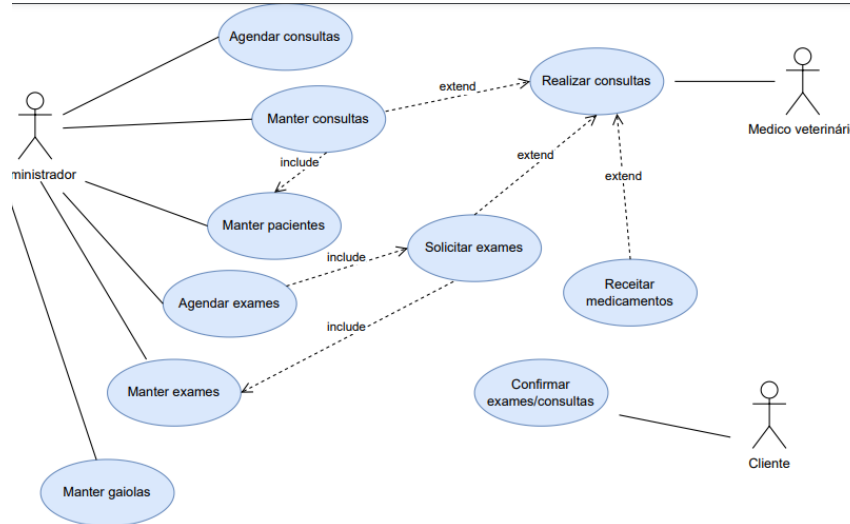 Agendar consultas
Realizar consultas
extend
Manter consultas
Medico veterinári
extend
include
ministrador
extend
Manter pacientes
Solicitar exames
include
Receitar
medicamentos
Agendar exames
include
Confirmar
exames/consultas
Manter exames
Cliente
Manter gaiolas